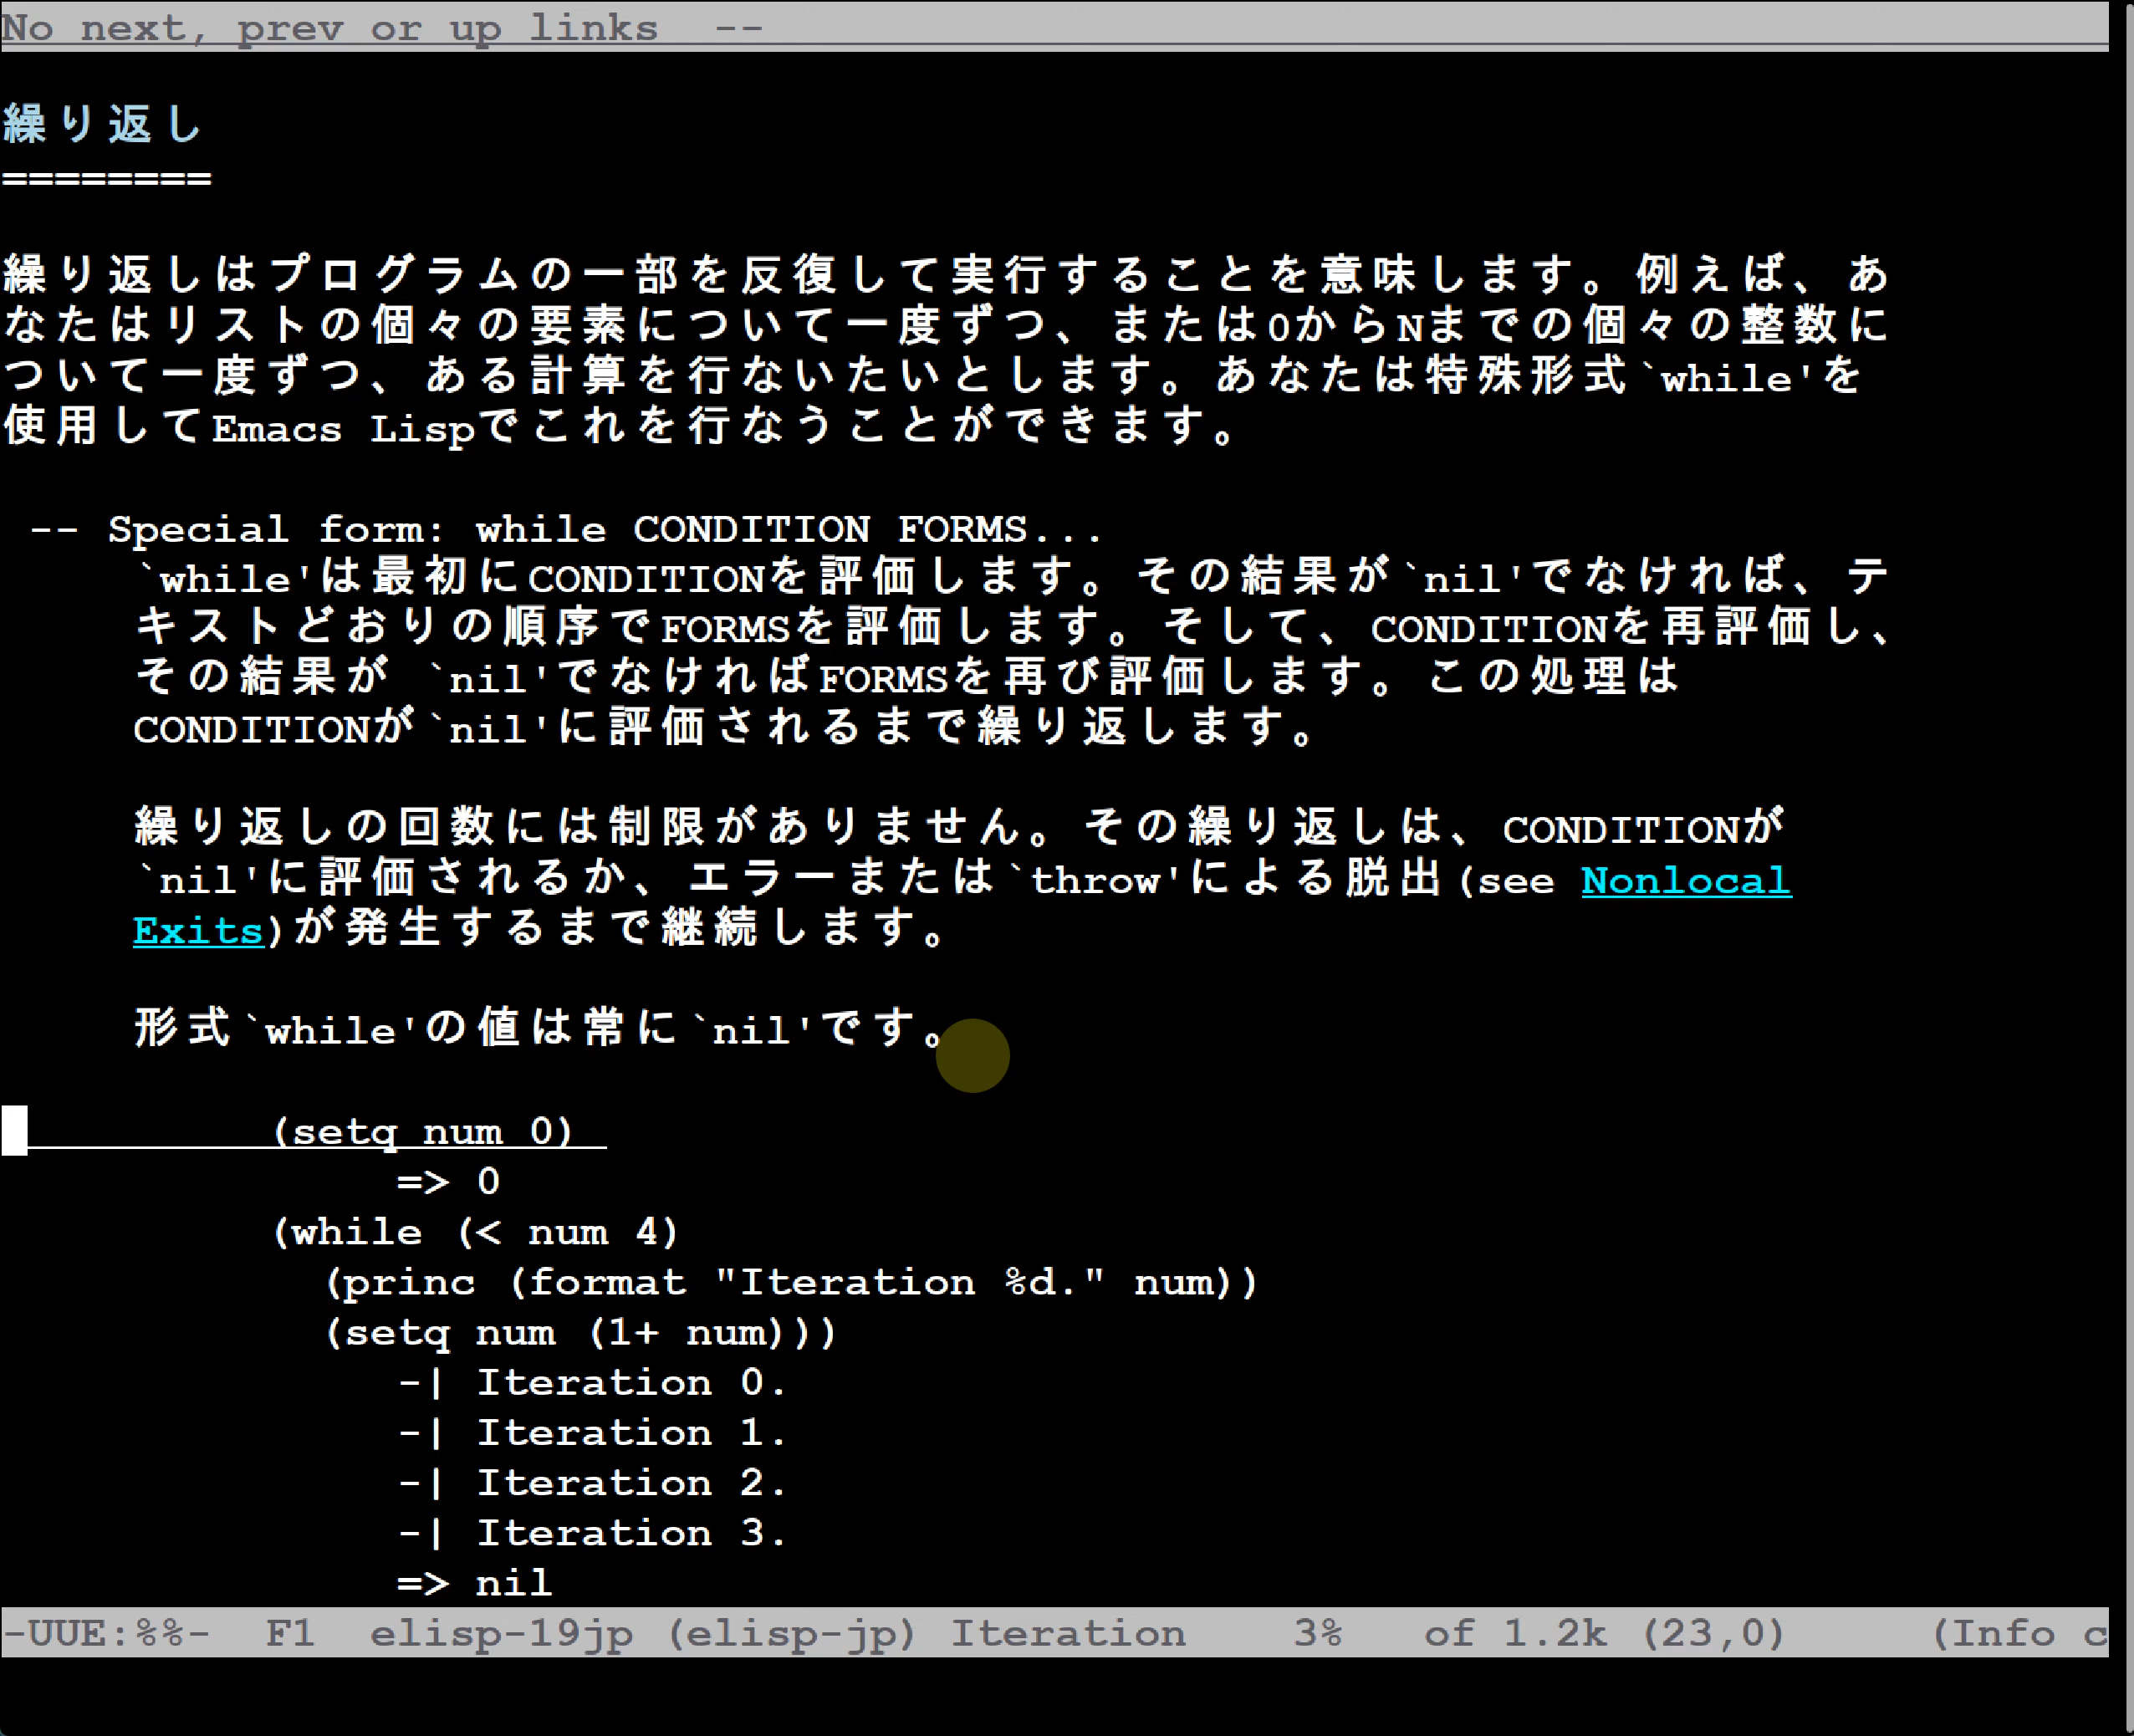 No next, prev or up links  --
繰り返し
========
繰り返しはプログラムの一部を反復して実行することを意味します。例えば、あ
なたはリストの個々の要素について一度ずつ、または0からNまでの個々の整数に
ついて一度ずつ、ある計算を行ないたいとします。あなたは特殊形式`while'を
使用してEmacs Lispでこれを行なうことができます。
-- Special form: while CONDITION FORMS...
`while'は最初にCONDITIONを評価します。その結果が`nil'でなければ、テ
キストどおりの順序でFORMSを評価します。そして、CONDITIONを再評価し、
その結果が `nil'でなければFORMSを再び評価します。この処理は
CONDITIONが`nil'に評価されるまで繰り返します。
繰り返しの回数には制限がありません。その繰り返しは、CONDITIONが
`nil'に評価されるか、エラーまたは`throw'による脱出(see Nonlocal
Exits)が発生するまで継続します。
形式`while'の値は常に`nil'です。
(setq num 0)
=> 0
(while (< num 4)
(princ (format "Iteration %d." num))
(setq num (1+ num)))
-| Iteration 0.
-| Iteration 1.
-| Iteration 2.
-| Iteration 3.
=> nil
-UUE:%%-  F1  elisp-19jp (elisp-jp) Iteration    3%   of 1.2k (23,0)     (Info c